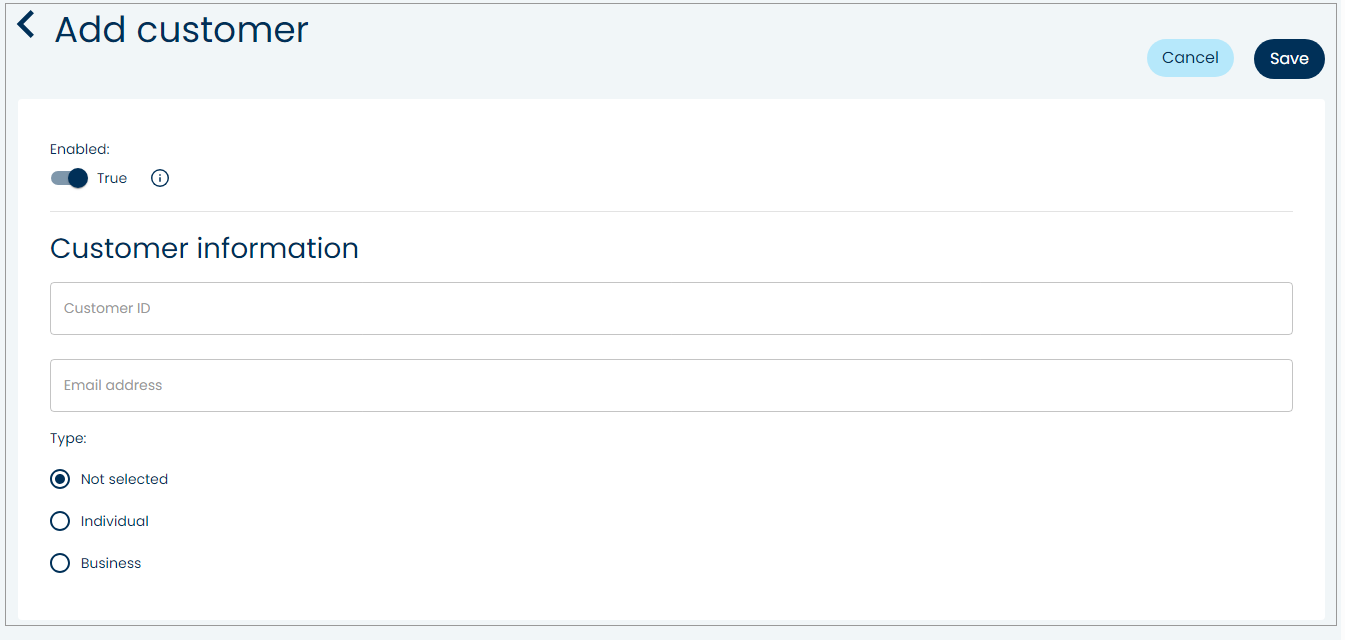 Add customer
Cancel
Save
Enabled:
True
Customer information
Customer ID
Email address
Type:
Not selected
Individual
Business